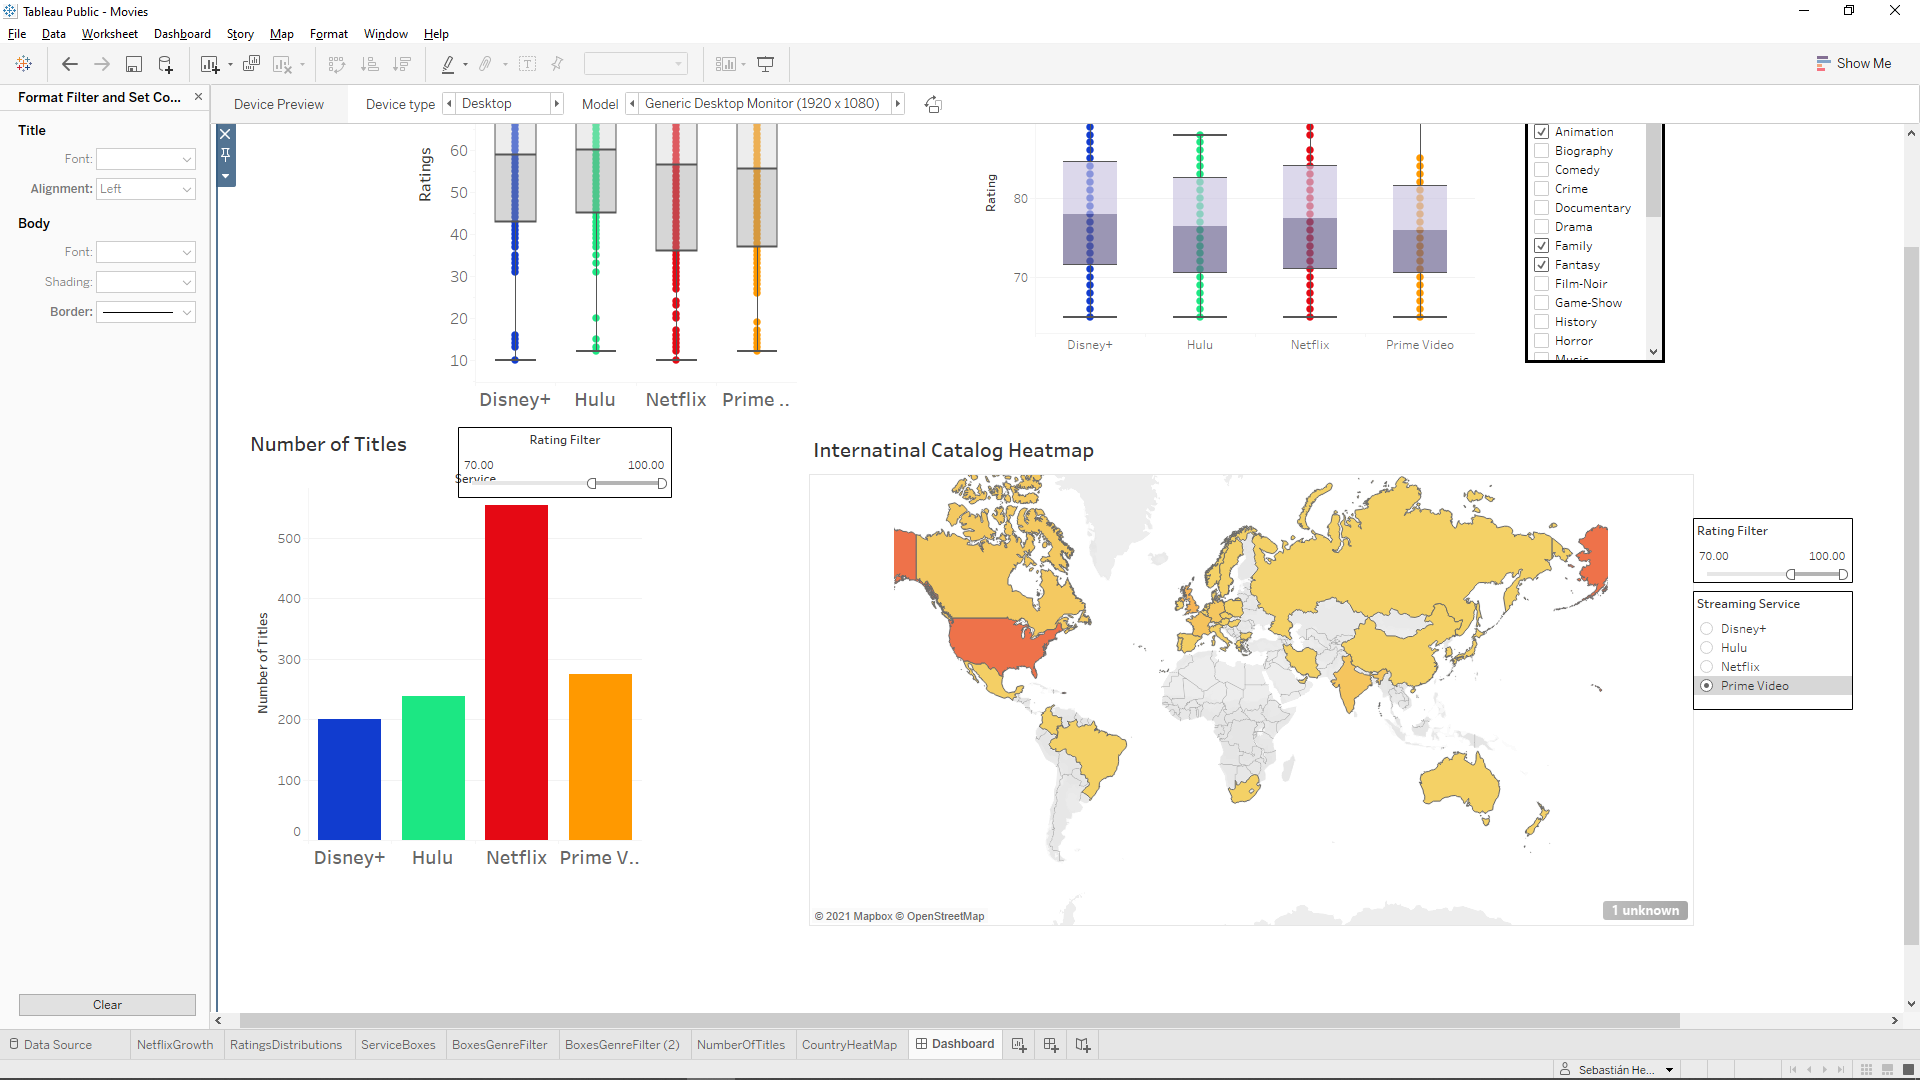 Tableau Public - Movies
File Data Worksheet Dashboard Story Map Format Window Help
Show Me
Format Filter and Set Co...
Device Preview
Device type
Desktop
Model
Generic Desktop Monitor (1920 x 1080)
Title
Font:
Alignment: Left
Body
Font:
Shading:
Border:
Clear
Ratings
60
50
40
30
20
10
Disney+ Hulu Netflix Prime ..
Rating
80
70
Disney+ Hulu Netflix Prime Video
Animation
Biography
Comedy
Crime
Documentary
Drama
Family
Fantasy
Film-Noir
Game-Show
History
Horror
Music
Number of Titles
Rating Filter
70.00 100.00
Service
Number of Titles
500
400
300
200
100
0
Disney+ Hulu Netflix Prime V..
Internatinal Catalog Heatmap
© 2021 Mapbox © OpenStreetMap
1 unknown
Rating Filter
70.00 100.00
Streaming Service
Disney+
Hulu
Netflix
Prime Video
Data Source NetflixGrowth RatingsDistributions ServiceBoxes BoxesGenreFilter BoxesGenreFilter (2) NumberOfTitles CountryHeatMap Dashboard
Sebastián He...